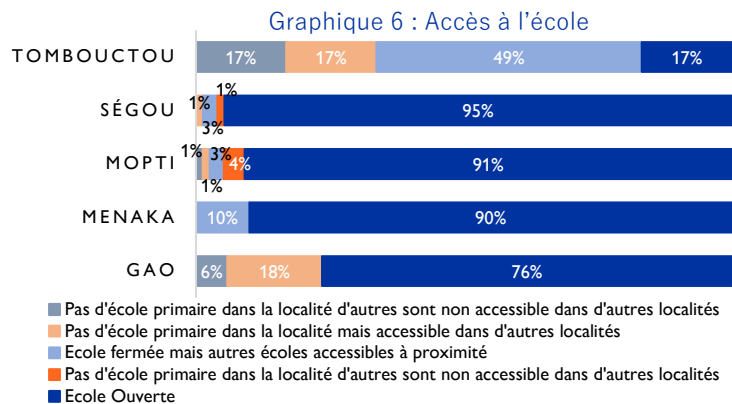 Graphique 6 : Accès à l'école
TOMBOUCTOU 17% 17% 49% 17%
SÉGOU 1% 3% 1% 95%
MOPTI 1% 1% 3% 4% 91%
MENAKA 10% 90%
GAO 6% 18% 76%
Pas d'école primaire dans la localité d'autres sont non accessible dans d'autres localités
Pas d'école primaire dans la localité mais accessible dans d'autres localités
Ecole fermée mais autres écoles accessibles à proximité
Pas d'école primaire dans la localité d'autres sont non accessible dans d'autres localités
Ecole Ouverte